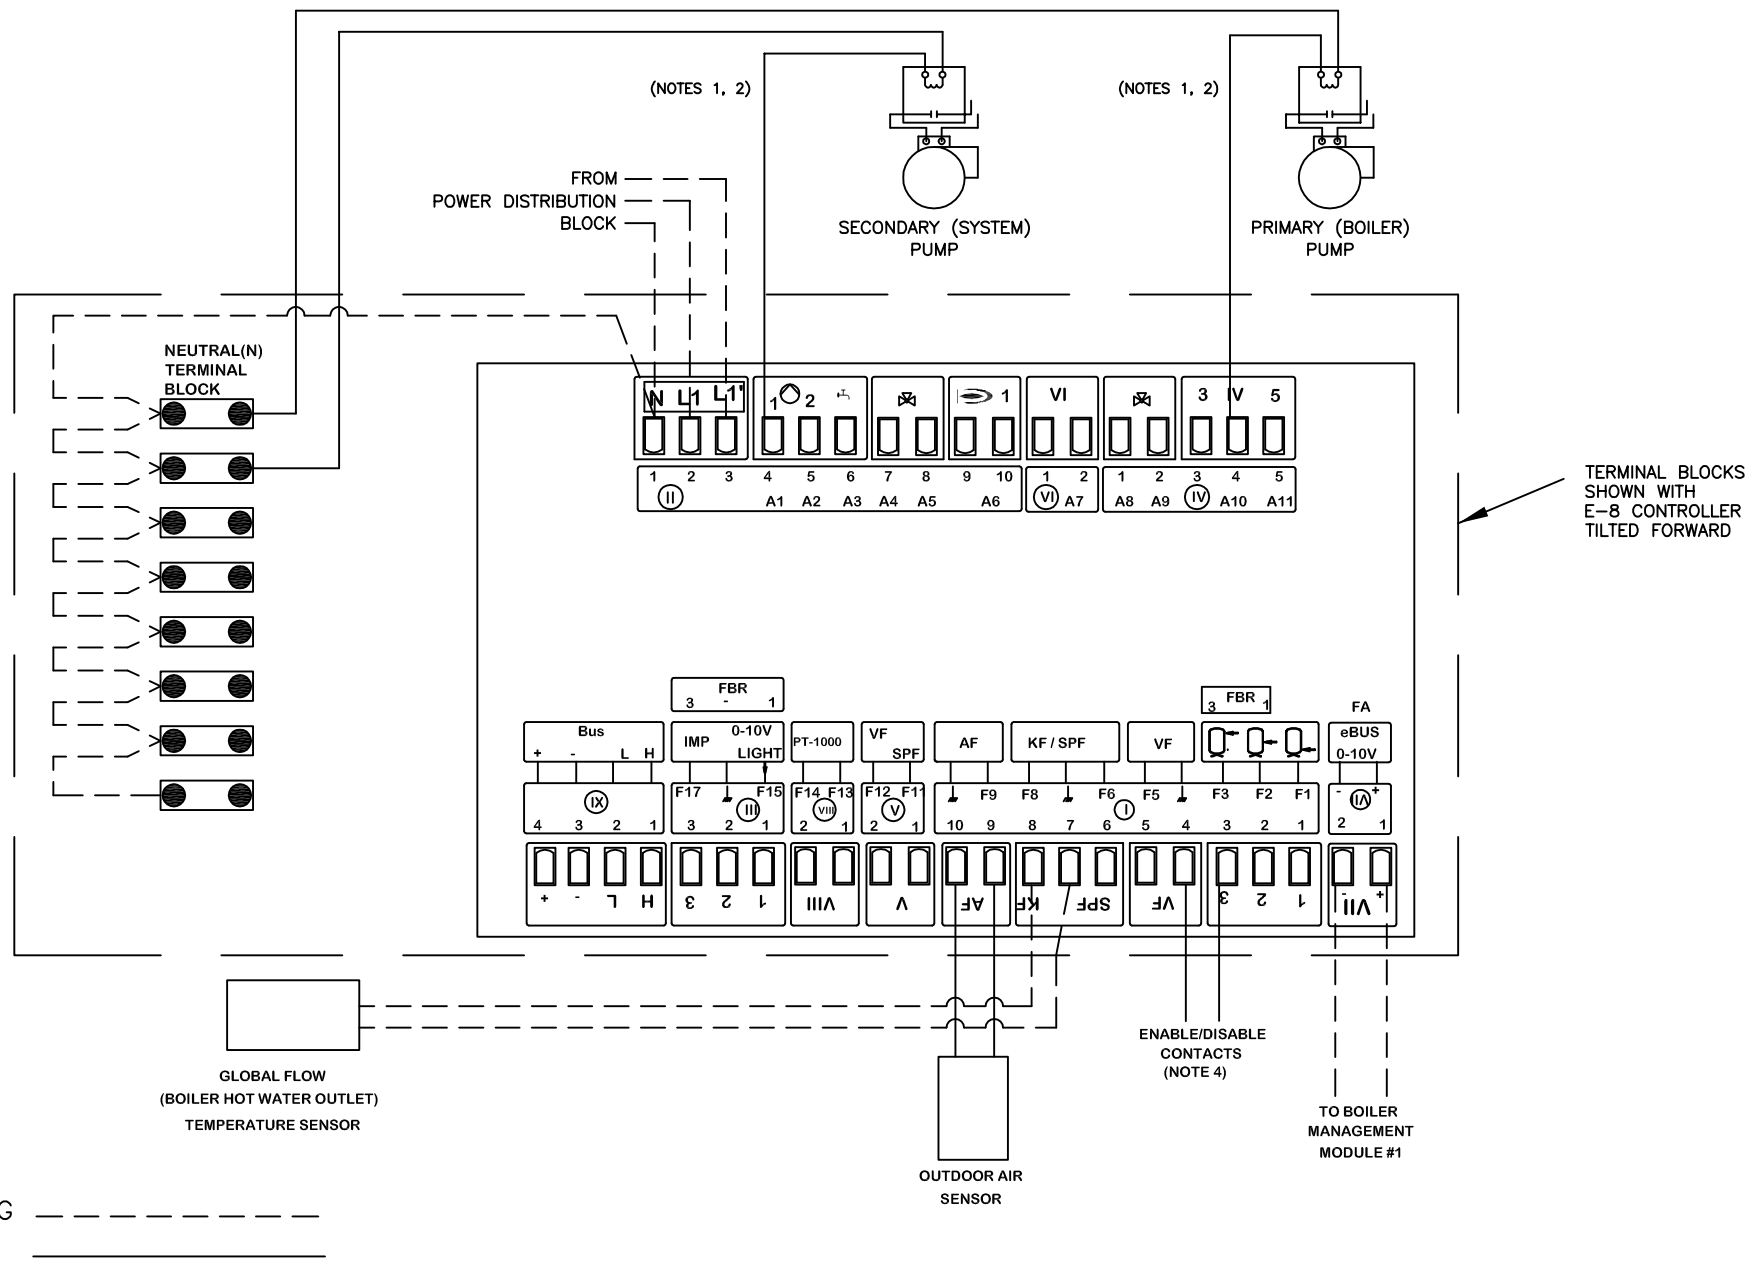 (NOTES 1, 2)
(NOTES 1, 2)
FROM
POWER DISTRIBUTION
BLOCK
SECONDARY (SYSTEM)
PUMP
PRIMARY (BOILER)
PUMP
NEUTRAL(N)
TERMINAL
BLOCK
N L1 L1' 1 2 1 VI 3 IV 5
1 2 3 4 5 6 7 8 9 10 1 2 1 2 3 4 5
II A1 A2 A3 A4 A5 A6 VI A7 A8 A9 IV A10 A11
TERMINAL BLOCKS
SHOWN WITH
E-8 CONTROLLER
TILTED FORWARD
FBR
3 - 1
FBR
3 1
FA
Bus
+ - L H
IMP 0-10V
LIGHT
PT-1000
VF
SPF
AF
KF / SPF
VF
eBUS
0-10V
F17 F15 F14 F13 F12 F11 F9 F8 F6 F5 F3 F2 F1 - +
IX III VIII V I VI
4 3 2 1 3 2 1 2 1 2 1 10 9 8 7 6 5 4 3 2 1 2 1
+ - L H 3 2 1 VIII V AF KF SPF VF 3 2 1 - VII +
GLOBAL FLOW
(BOILER HOT WATER OUTLET)
TEMPERATURE SENSOR
OUTDOOR AIR
SENSOR
ENABLE/DISABLE
CONTACTS
(NOTE 4)
TO BOILER
MANAGEMENT
MODULE #1
G